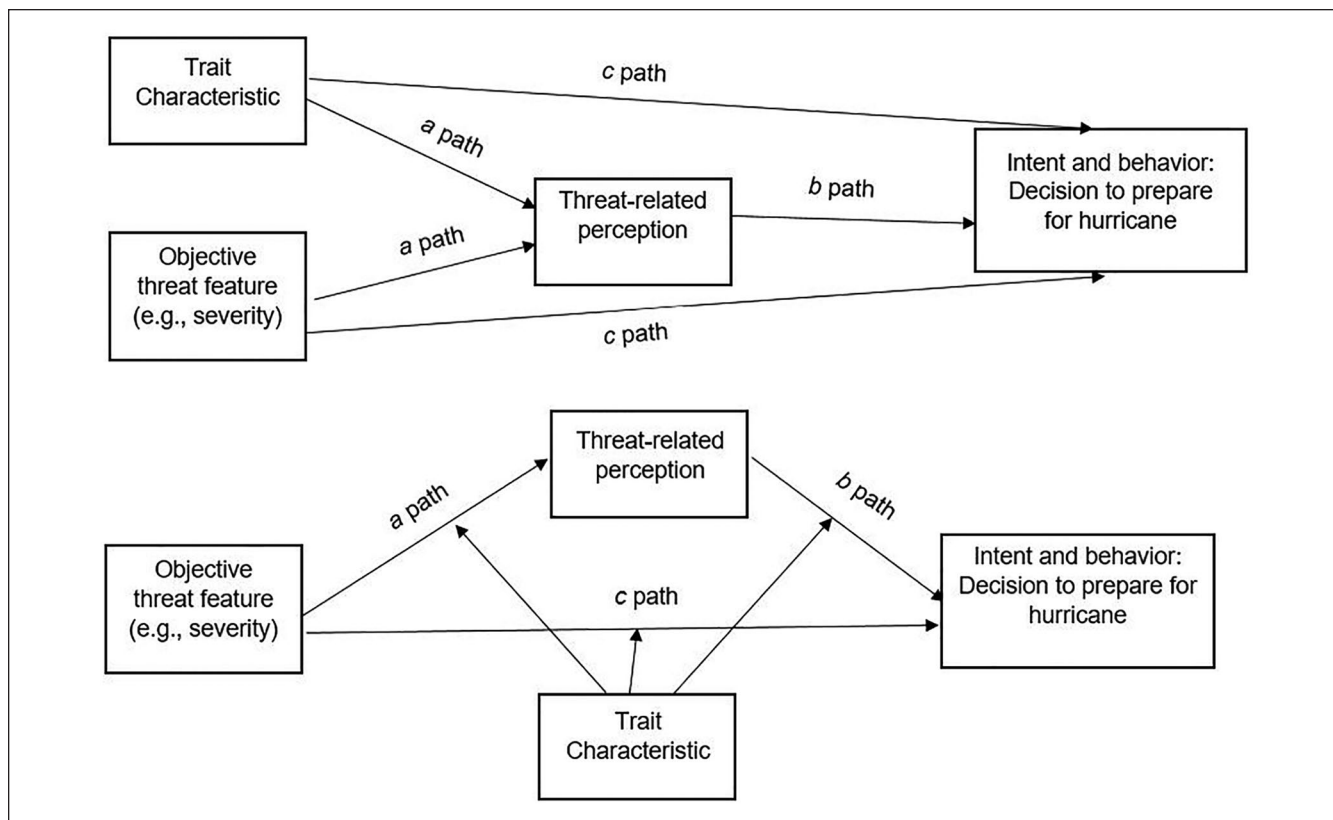 Trait
Characteristic
c path
a path
Threat-related
perception
b path
Intent and behavior:
Decision to prepare
for hurricane
Objective
threat feature
(e.g., severity)
a path
c path
Threat-related
perception
a path
b path
Objective
threat feature
(e.g., severity)
c path
Intent and behavior:
Decision to prepare for
hurricane
Trait
Characteristic